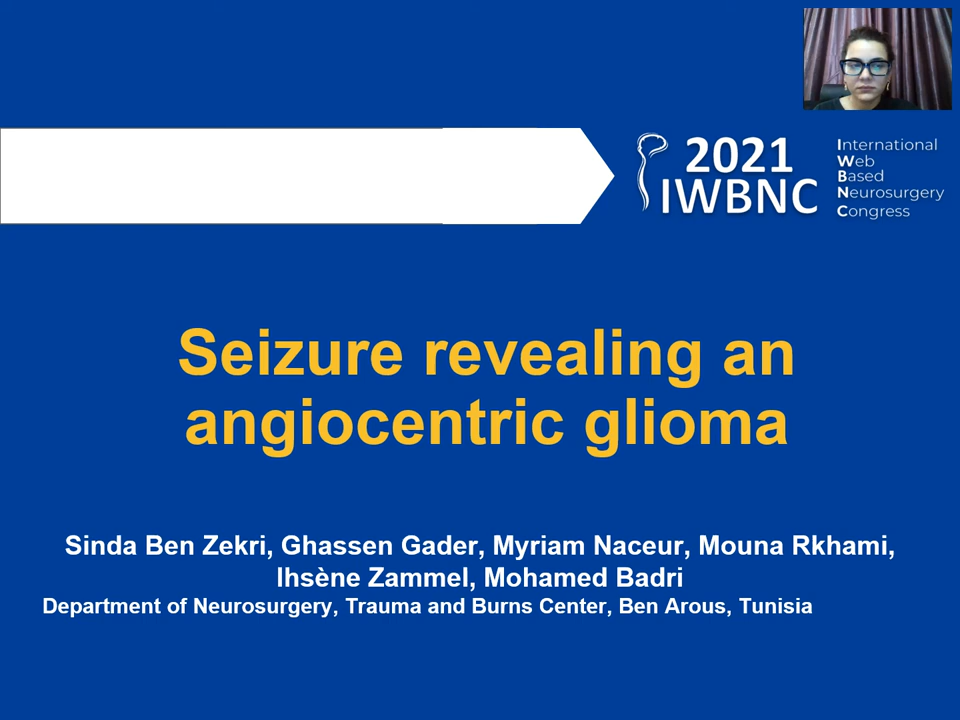 2021
IWBNC
International
Web
Based
Neurosurgery
Congress
Seizure revealing an
angiocentric glioma
Sinda Ben Zekri, Ghassen Gader, Myriam Naceur, Mouna Rkhami,
Ihsène Zammel, Mohamed Badri
Department of Neurosurgery, Trauma and Burns Center, Ben Arous, Tunisia